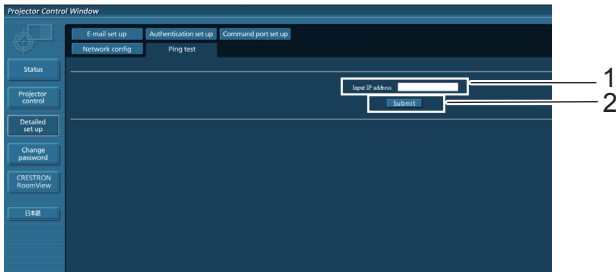 Projector Control Window
E-mail set up
Authentication set up
Command port set up
Network config
Ping test
Status
Projector
control
Detailed
set up
Change
password
CRESTRON
RoomView
日本語
Input IP address
1
Submit
2